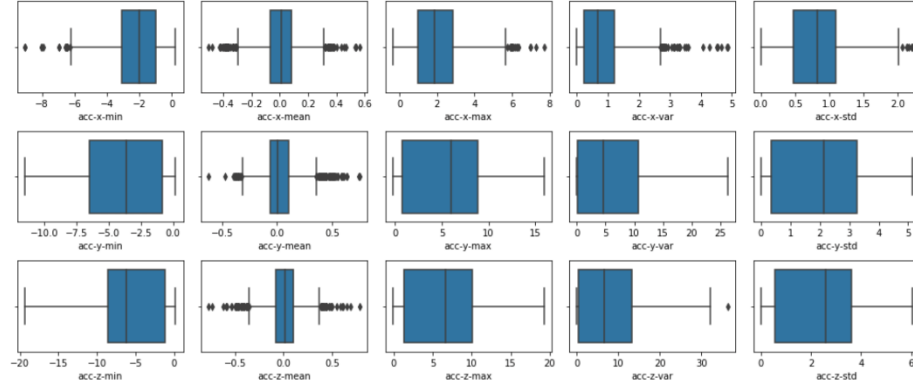 −8 −6 −4 −2 0
acc-x-min
−0.4 −0.2 0.0 0.2 0.4 0.6
acc-x-mean
0 2 4 6 8
acc-x-max
0 1 2 3 4 5
acc-x-var
0.0 0.5 1.0 1.5 2.0
acc-x-std
−10.0 −7.5 −5.0 −2.5 0.0
acc-y-min
−0.5 0.0 0.5
acc-y-mean
0 5 10 15
acc-y-max
0 5 10 15 20 25
acc-y-var
0 1 2 3 4 5
acc-y-std
−20 −15 −10 −5 0
acc-z-min
−0.5 0.0 0.5
acc-z-mean
0 5 10 15 20
acc-z-max
0 10 20 30
acc-z-var
0 2 4 6
acc-z-std